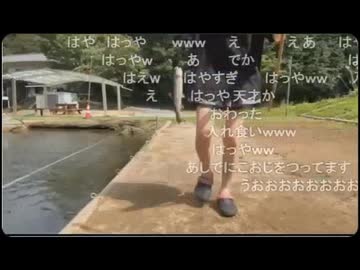 はや はっや www え えあ は
はっやw あ でか
はえw はやすぎ はっやww
え はっや天才か
おわった
入れ食いwww
はっやww
あしてにこおじをつってます
うおおおおおおおお